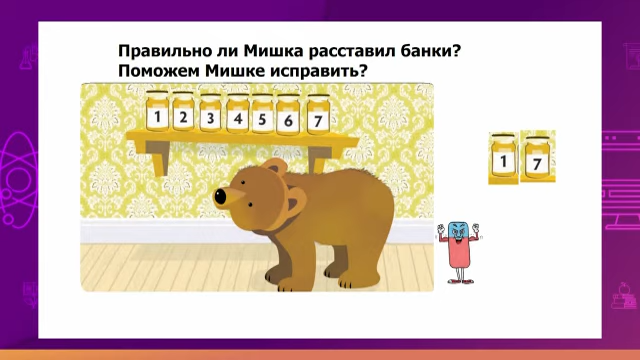 Правильно ли Мишка расставил банки?
Поможем Мишке исправить?
1 2 3 4 5 6 7
1 7